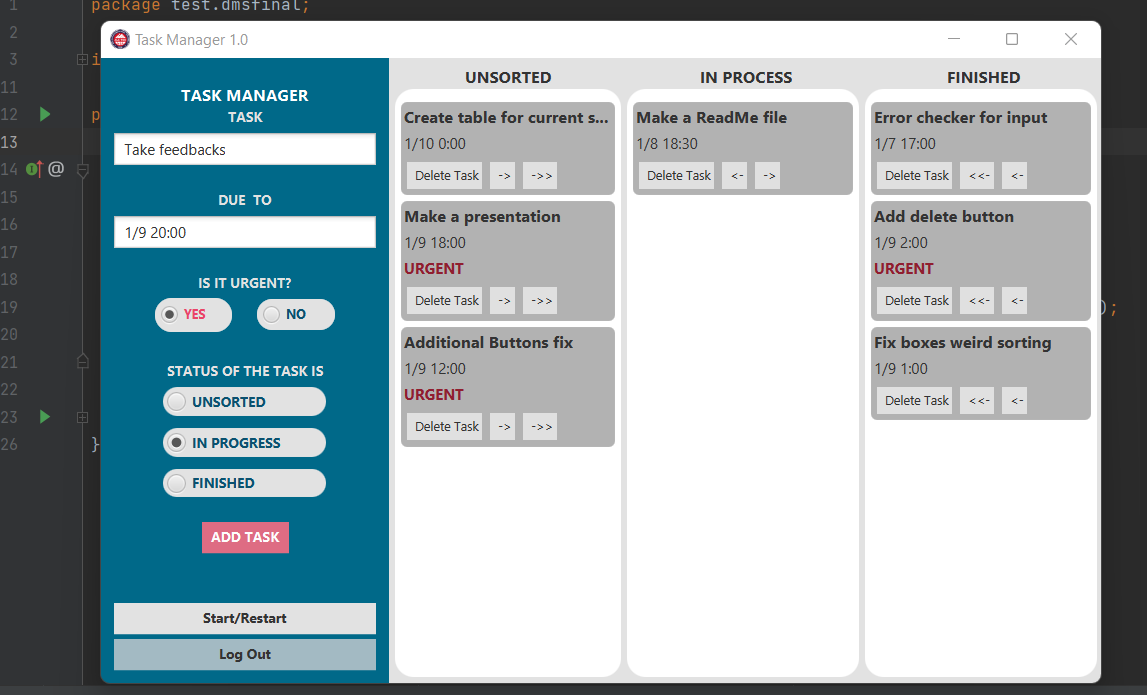 1 package test.dmsfinal;
2
3 i
11
12 p
13
14 @
15
16
17
18
19 );
20
21
22
23
26 }
Task Manager 1.0
TASK MANAGER
TASK
Take feedbacks
DUE TO
1/9 20:00
IS IT URGENT?
YES NO
STATUS OF THE TASK IS
UNSORTED
IN PROGRESS
FINISHED
ADD TASK
Start/Restart
Log Out
UNSORTED
Create table for current s...
1/10 0:00
Delete Task -> ->>
Make a presentation
1/9 18:00
URGENT
Delete Task -> ->>
Additional Buttons fix
1/9 12:00
URGENT
Delete Task -> ->>
IN PROCESS
Make a ReadMe file
1/8 18:30
Delete Task <- ->
FINISHED
Error checker for input
1/7 17:00
Delete Task <<- <-
Add delete button
1/9 2:00
URGENT
Delete Task <<- <-
Fix boxes weird sorting
1/9 1:00
Delete Task <<- <-